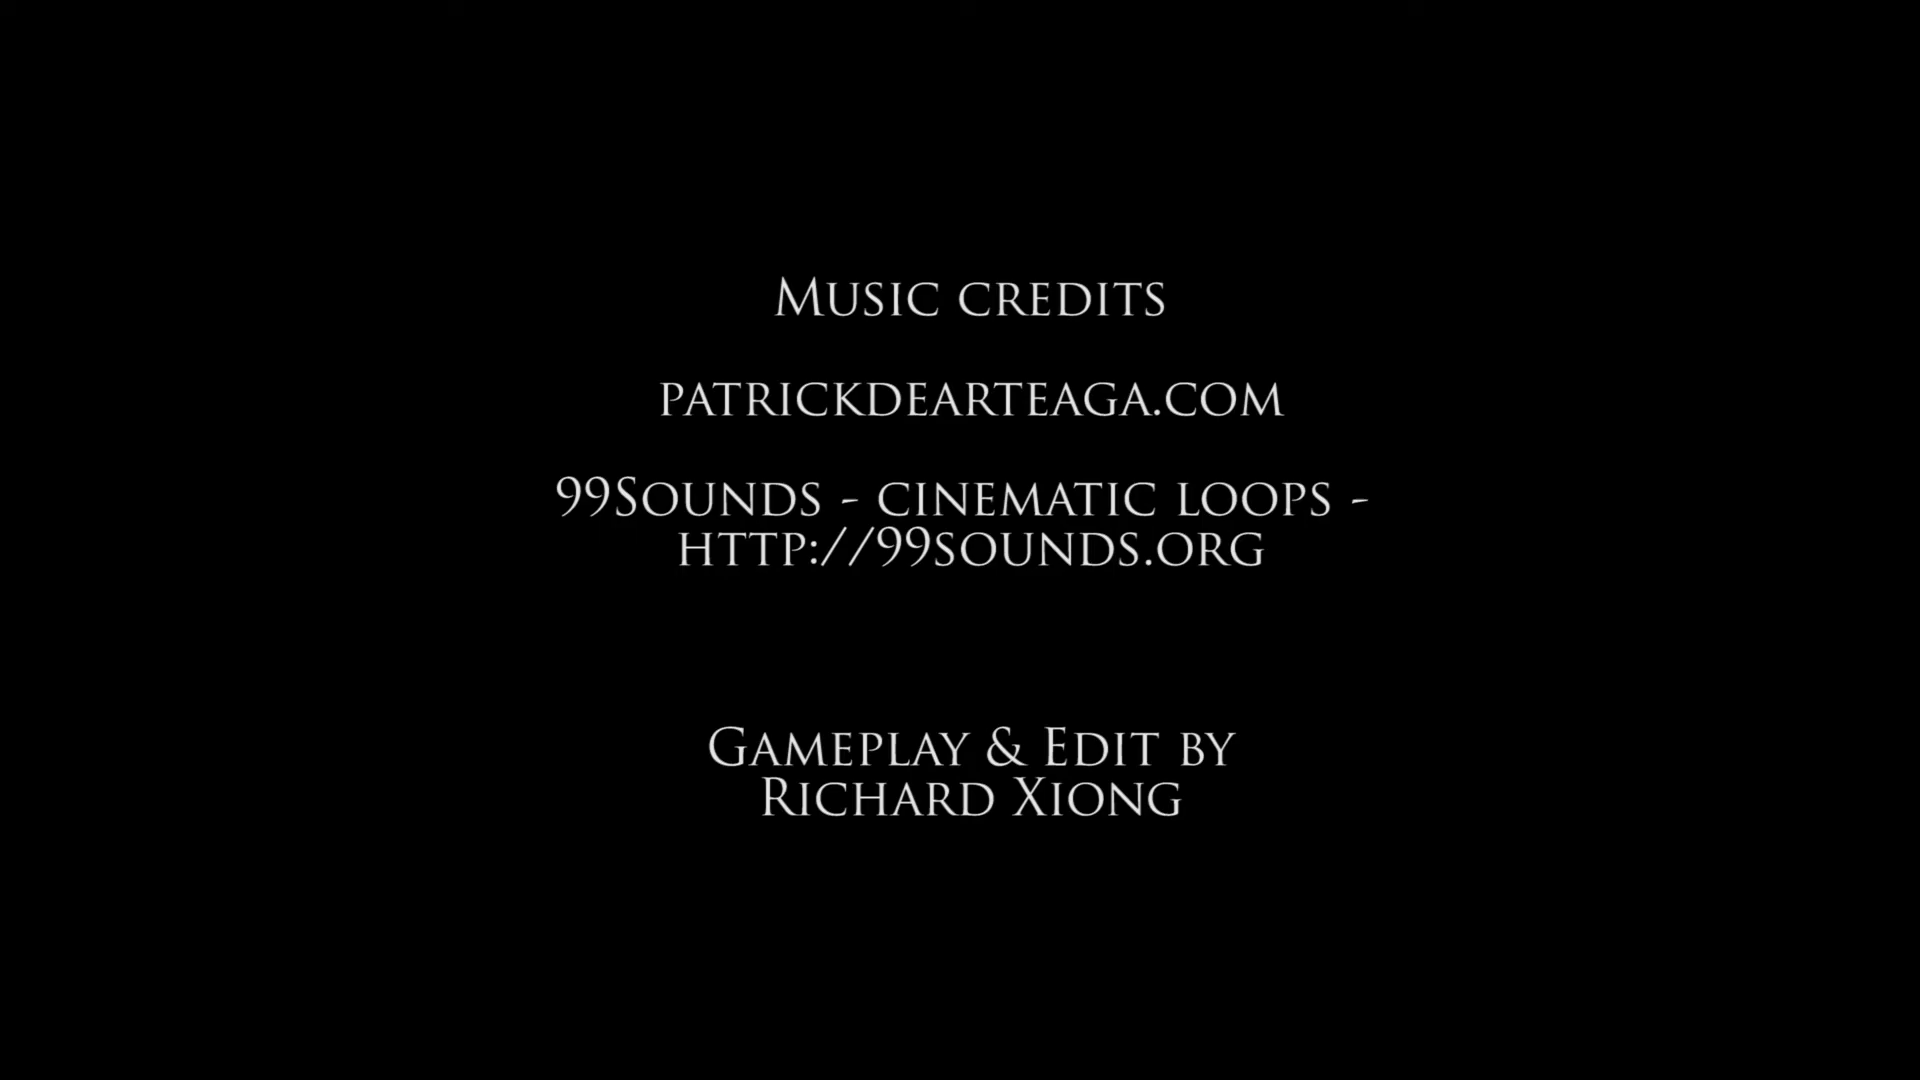 Music credits
patrickdearteaga.com
99Sounds - cinematic loops -
http://99sounds.org
Gameplay & Edit by
Richard Xiong